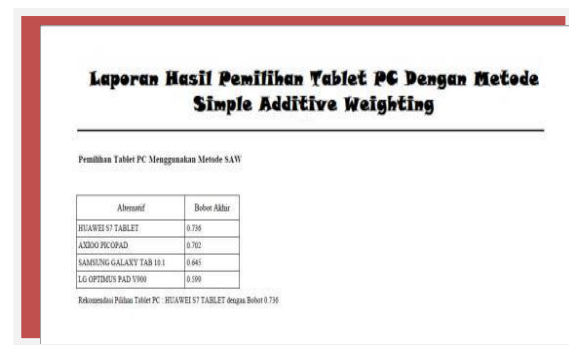 Laporan Hasil Pemilihan Tablet PC Dengan Metode
Simple Additive Weighting
Pemilihan Tablet PC Menggunakan Metode SAW
Alternatif Bobot Akhir
HUAWEI S7 TABLET 0.736
AXIOO PICOPAD 0.702
SAMSUNG GALAXY TAB 10.1 0.645
LG OPTIMUS PAD V900 0.599
Rekomendasi Pilihan Tablet PC : HUAWEI S7 TABLET dengan Bobot 0.736